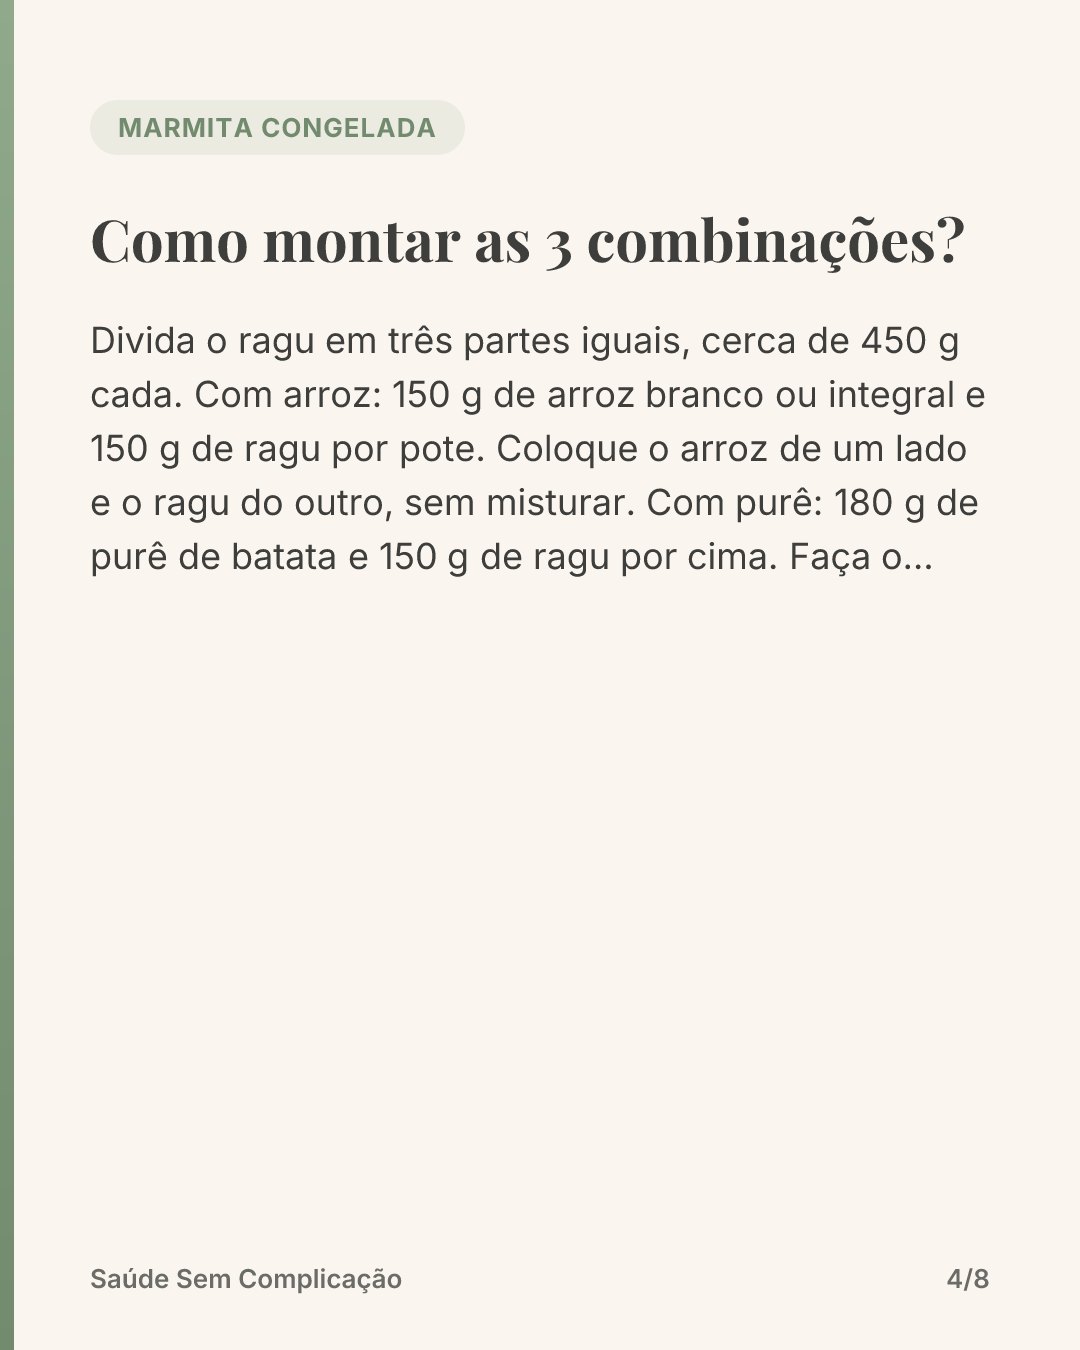 MARMITA CONGELADA
Como montar as 3 combinações?
Divida o ragu em três partes iguais, cerca de 450 g
cada. Com arroz: 150 g de arroz branco ou integral e
150 g de ragu por pote. Coloque o arroz de um lado
e o ragu do outro, sem misturar. Com purê: 180 g de
purê de batata e 150 g de ragu por cima. Faça o...
Saúde Sem Complicação
4/8